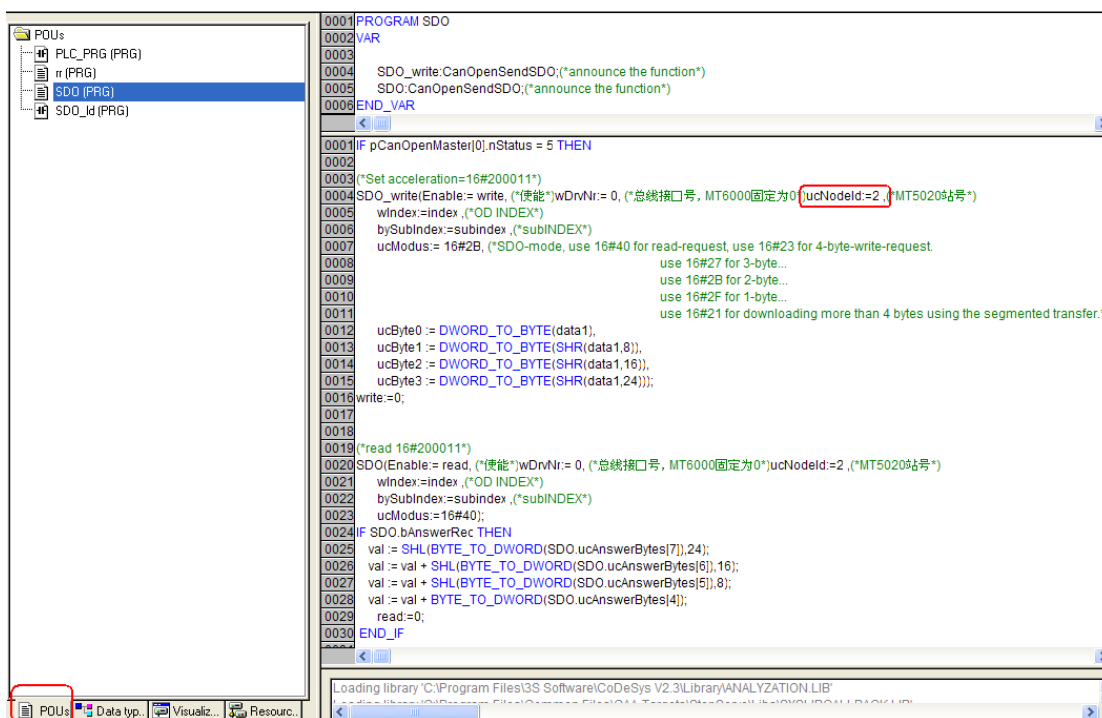 POUs
PLC_PRG (PRG)
rr (PRG)
SDO (PRG)
SDO_ld (PRG)
0001 PROGRAM SDO
0002 VAR
0003
0004 SDO_write:CanOpenSendSDO;(*announce the function*)
0005 SDO:CanOpenSendSDO;(*announce the function*)
0006 END_VAR
0001 IF pCanOpenMaster[0].nStatus = 5 THEN
0002
0003 (*Set acceleration=16#200011*)
0004 SDO_write(Enable:= write, (*使能*)wDrvNr:= 0, (*总线接口号，MT6000固定为0*)ucNodeId:=2 ,(*MT5020站号*)
0005 wIndex:=index ,(*OD INDEX*)
0006 bySubIndex:=subindex ,(*subINDEX*)
0007 ucModus:= 16#2B, (*SDO-mode, use 16#40 for read-request, use 16#23 for 4-byte-write-request.
0008 use 16#27 for 3-byte...
0009 use 16#2B for 2-byte...
0010 use 16#2F for 1-byte...
0011 use 16#21 for downloading more than 4 bytes using the segmented transfer.*
0012 ucByte0 := DWORD_TO_BYTE(data1),
0013 ucByte1 := DWORD_TO_BYTE(SHR(data1,8)),
0014 ucByte2 := DWORD_TO_BYTE(SHR(data1,16)),
0015 ucByte3 := DWORD_TO_BYTE(SHR(data1,24)));
0016 write:=0;
0017
0018
0019 (*read 16#200011*)
0020 SDO(Enable:= read, (*使能*)wDrvNr:= 0, (*总线接口号，MT6000固定为0*)ucNodeId:=2 ,(*MT5020站号*)
0021 wIndex:=index ,(*OD INDEX*)
0022 bySubIndex:=subindex ,(*subINDEX*)
0023 ucModus:=16#40);
0024 IF SDO.bAnswerRec THEN
0025 val := SHL(BYTE_TO_DWORD(SDO.ucAnswerBytes[7]),24);
0026 val := val + SHL(BYTE_TO_DWORD(SDO.ucAnswerBytes[6]),16);
0027 val := val + SHL(BYTE_TO_DWORD(SDO.ucAnswerBytes[5]),8);
0028 val := val + BYTE_TO_DWORD(SDO.ucAnswerBytes[4]);
0029 read:=0;
0030 END_IF
POUs Data typ.. Visualiz... Resourc..
Loading library 'C:\Program Files\3S Software\CoDeSys V2.3\Library\ANALYZATION.LIB'